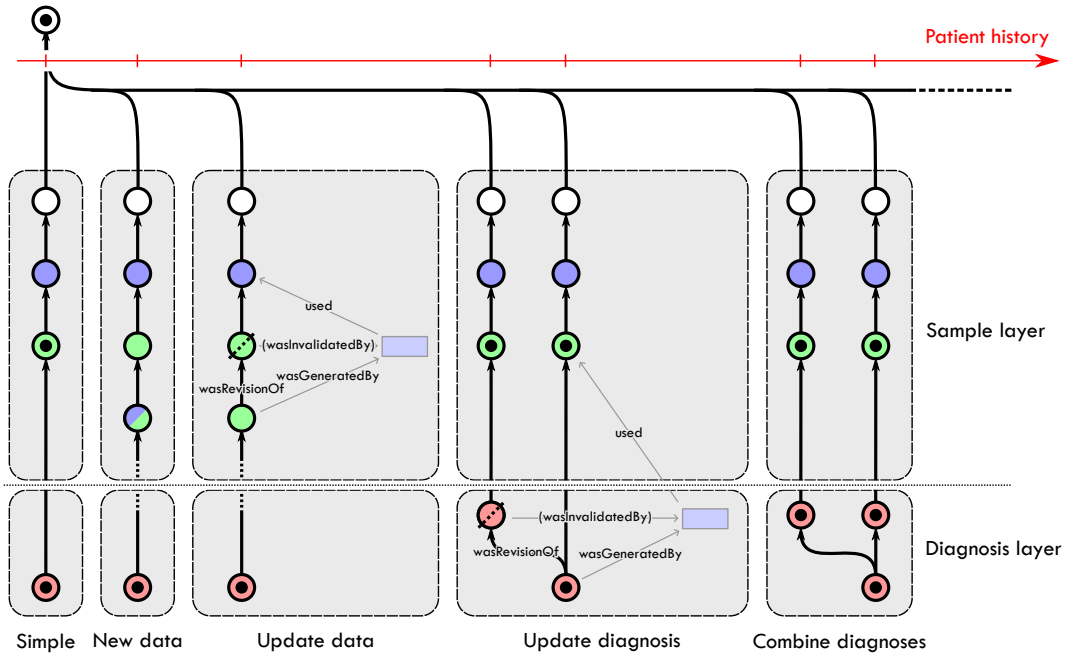 Patient history
used
(wasInvalidatedBy)
wasGeneratedBy
wasRevisionOf
Sample layer
used
(wasInvalidatedBy)
wasRevisionOf
wasGeneratedBy
Diagnosis layer
Simple
New data
Update data
Update diagnosis
Combine diagnoses